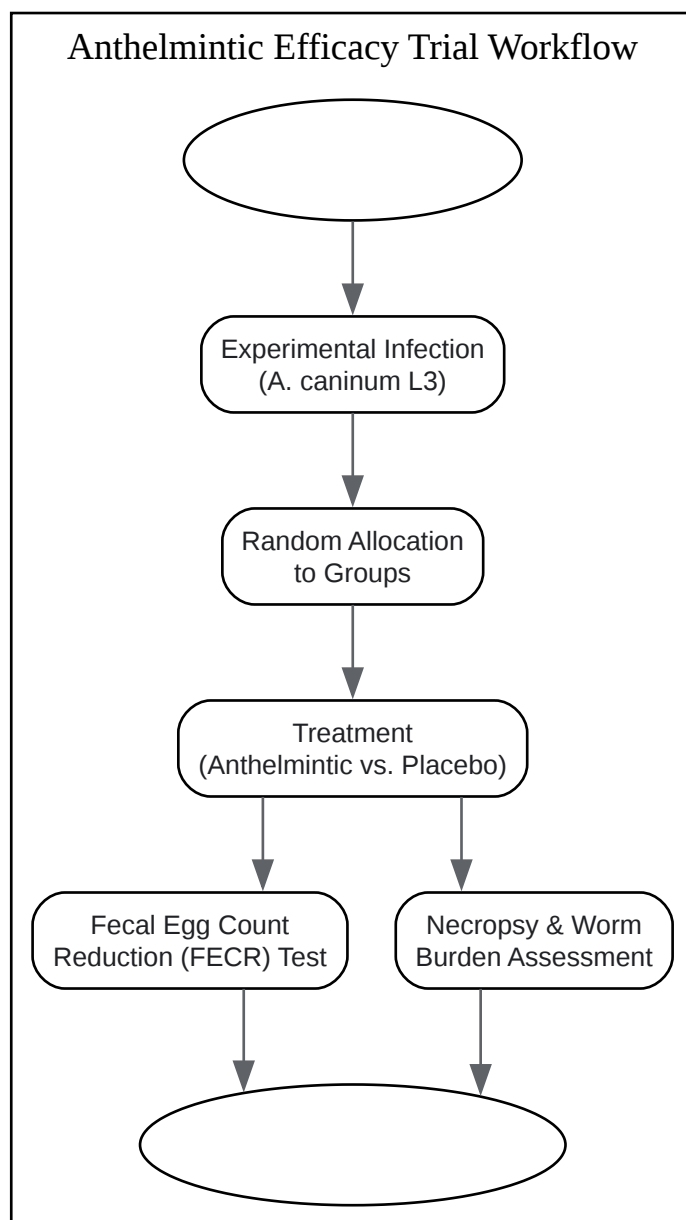 Anthelmintic Efficacy Trial Workflow
Experimental Infection
(A. caninum L3)
Random Allocation
to Groups
Treatment
(Anthelmintic vs. Placebo)
Fecal Egg Count
Reduction (FECR) Test
Necropsy & Worm
Burden Assessment